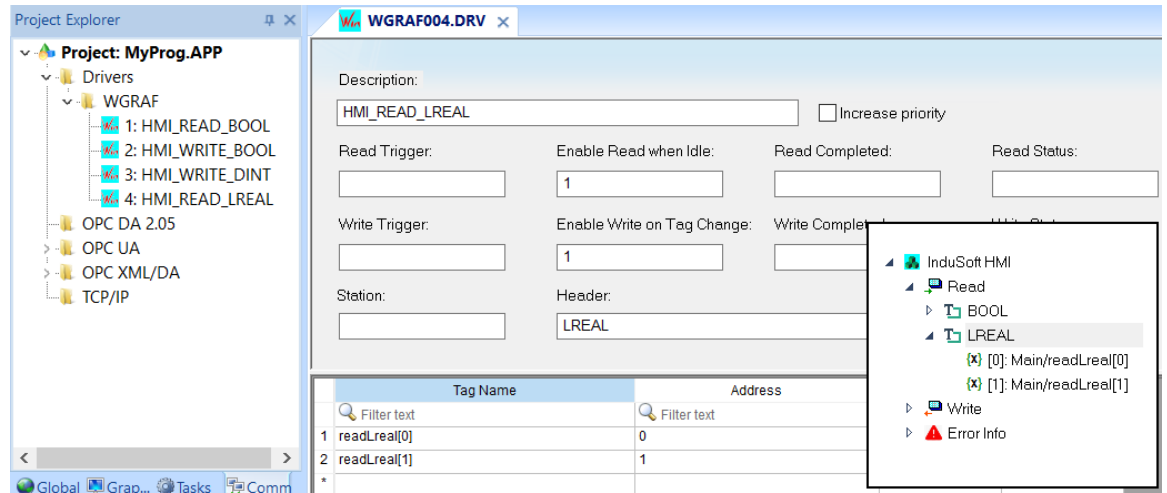 Project Explorer
WGRAF004.DRV
Project: MyProg.APP
Drivers
WGRAF
1: HMI_READ_BOOL
2: HMI_WRITE_BOOL
3: HMI_WRITE_DINT
4: HMI_READ_LREAL
OPC DA 2.05
OPC UA
OPC XML/DA
TCP/IP
Global Grap... Tasks Comm
Description:
HMI_READ_LREAL
Increase priority
Read Trigger: Enable Read when Idle: Read Completed: Read Status:
1
Write Trigger: Enable Write on Tag Change:
1
Station: Header:
LREAL
Tag Name Address
Filter text Filter text
1 readLreal[0] 0
2 readLreal[1] 1
*
InduSoft HMI
Read
BOOL
LREAL
[0]: Main/readLreal[0]
[1]: Main/readLreal[1]
Write
Error Info